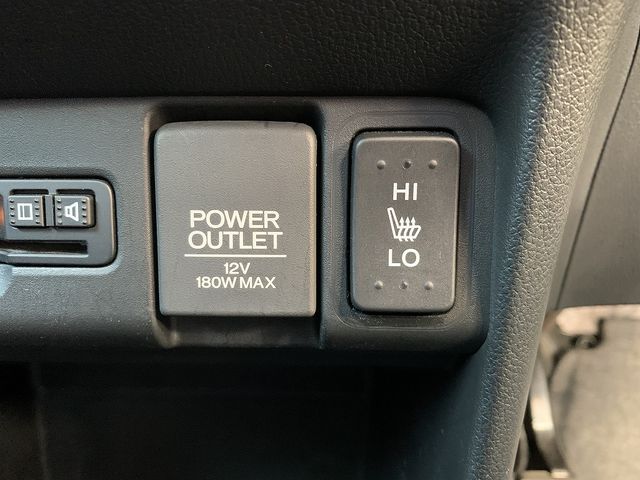 POWER
OUTLET
12V
180W MAX
HI
LO